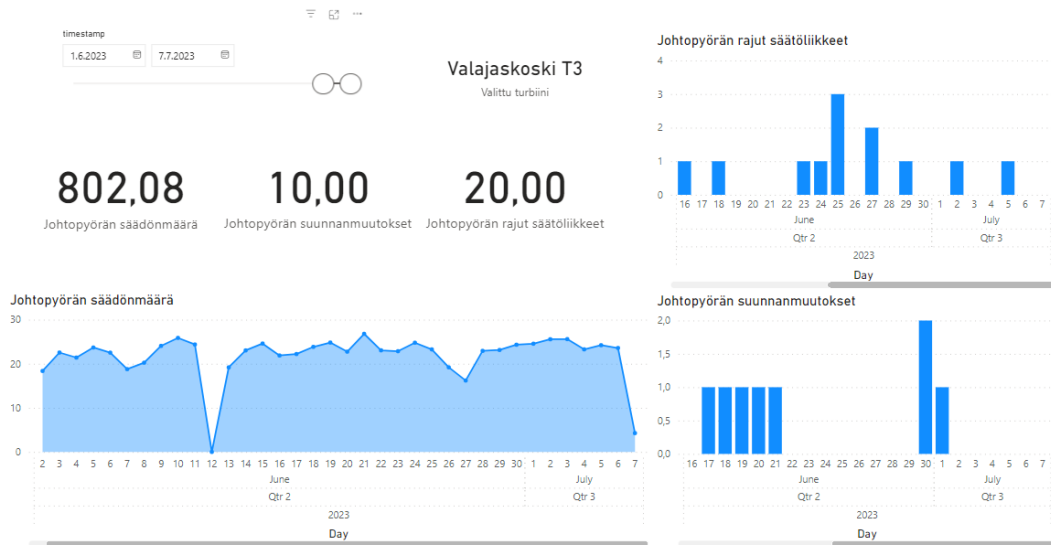 timestamp
1.6.2023 7.7.2023
Valajaskoski T3
Valittu turbiini
802,08
Johtopyörän säädönmäärä
10,00
Johtopyörän suunnanmuutokset
20,00
Johtopyörän rajut säätöliikkeet
Johtopyörän rajut säätöliikkeet
4
3
2
1
0
16 17 18 19 20 21 22 23 24 25 26 27 28 29 30 1 2 3 4 5 6 7
June July
Qtr 2 Qtr 3
2023
Day
Johtopyörän säädönmäärä
30
20
10
0
2 3 4 5 6 7 8 9 10 11 12 13 14 15 16 17 18 19 20 21 22 23 24 25 26 27 28 29 30 1 2 3 4 5 6 7
June July
Qtr 2 Qtr 3
2023
Day
Johtopyörän suunnanmuutokset
2,0
1,5
1,0
0,5
0,0
16 17 18 19 20 21 22 23 24 25 26 27 28 29 30 1 2 3 4 5 6 7
June July
Qtr 2 Qtr 3
2023
Day